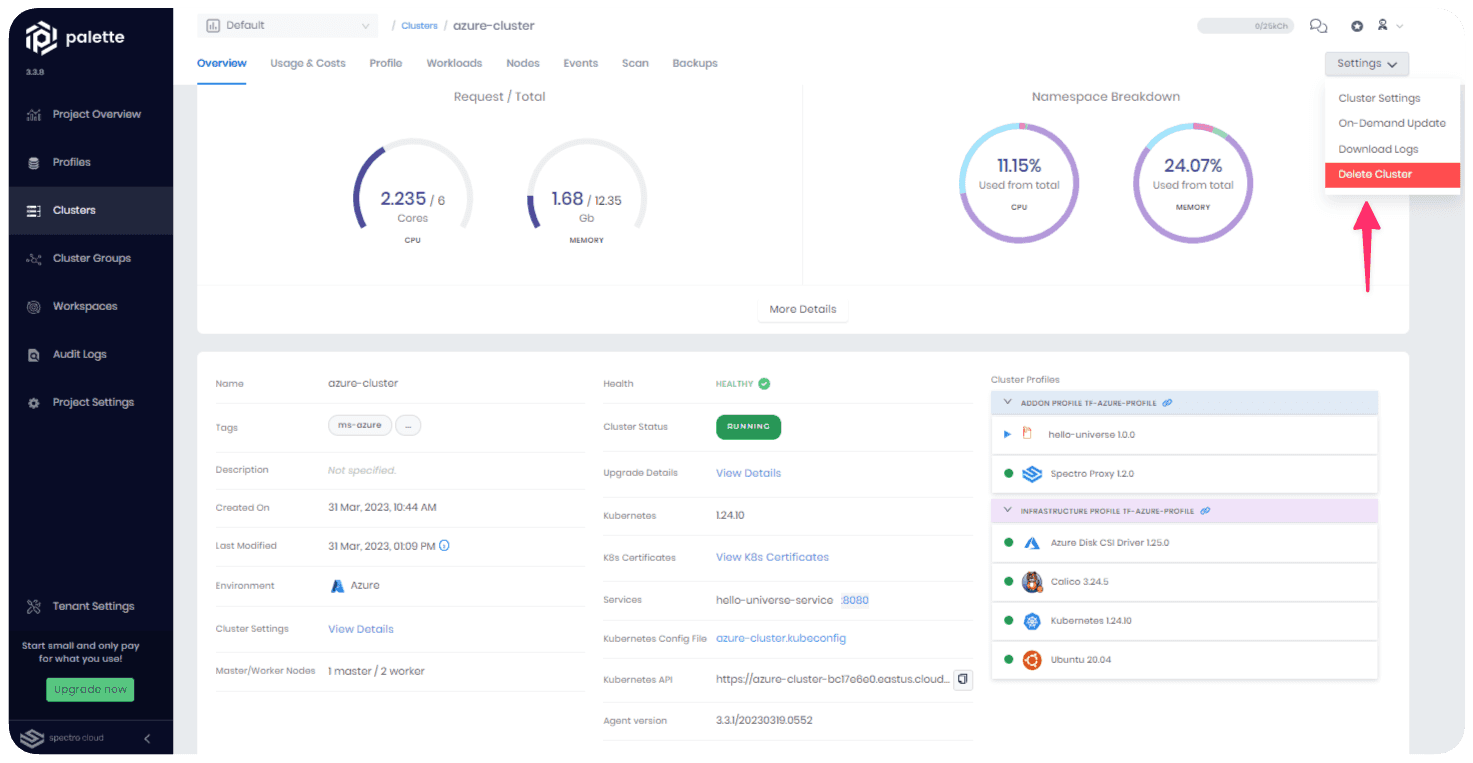 palette
3.3.8
Project Overview
Profiles
Clusters
Cluster Groups
Workspaces
Audit Logs
Project Settings
Tenant Settings
Start small and only pay
for what you use!
Upgrade now
spectro cloud
Default / Clusters / azure-cluster
0/25kCh
Overview Usage & Costs Profile Workloads Nodes Events Scan Backups
Settings
Cluster Settings
On-Demand Update
Download Logs
Delete Cluster
Request / Total
2.235 / 6
Cores
CPU
1.68 / 12.35
Gb
MEMORY
Namespace Breakdown
11.15%
Used from total
CPU
24.07%
Used from total
MEMORY
More Details
Name azure-cluster
Tags ms-azure ...
Description Not specified.
Created On 31 Mar, 2023, 10:44 AM
Last Modified 31 Mar, 2023, 01:09 PM
Environment Azure
Cluster Settings View Details
Master/Worker Nodes 1 master / 2 worker
Health HEALTHY
Cluster Status RUNNING
Upgrade Details View Details
Kubernetes 1.24.10
K8s Certificates View K8s Certificates
Services hello-universe-service :8080
Kubernetes Config File azure-cluster.kubeconfig
Kubernetes API https://azure-cluster-bc17e6e0.eastus.cloud...
Agent version 3.3.1/20230319.0552
Cluster Profiles
ADDON PROFILE TF-AZURE-PROFILE
hello-universe 1.0.0
Spectro Proxy 1.2.0
INFRASTRUCTURE PROFILE TF-AZURE-PROFILE
Azure Disk CSI Driver 1.25.0
Calico 3.24.5
Kubernetes 1.24.10
Ubuntu 20.04